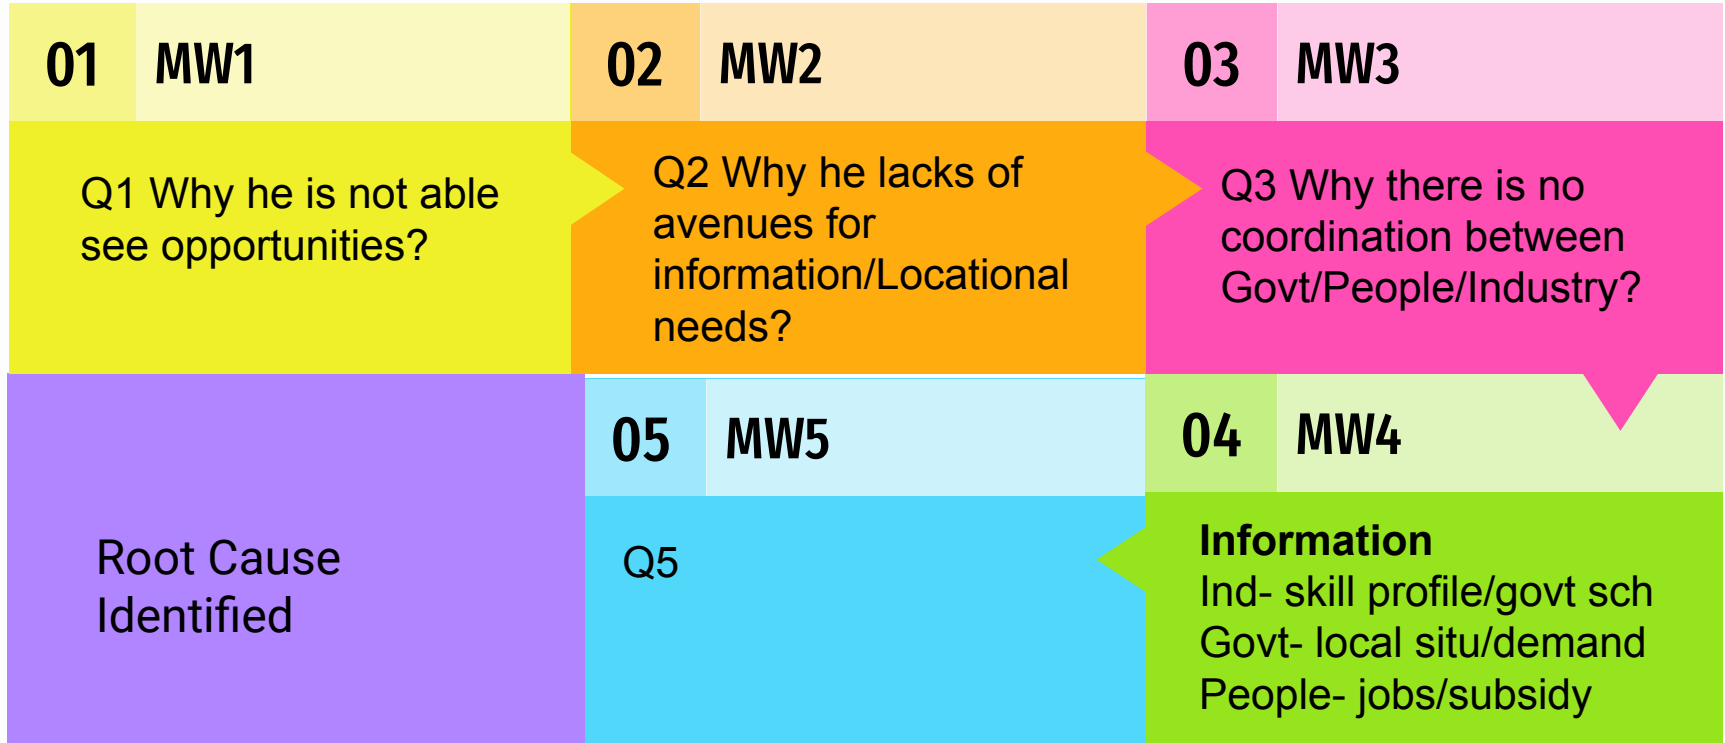 01 MW1
Q1 Why he is not able
see opportunities?
02 MW2
Q2 Why he lacks of
avenues for
information/Locational
needs?
03 MW3
Q3 Why there is no
coordination between
Govt/People/Industry?
04 MW4
Information
Ind- skill profile/govt sch
Govt- local situ/demand
People- jobs/subsidy
05 MW5
Q5
Root Cause
Identified